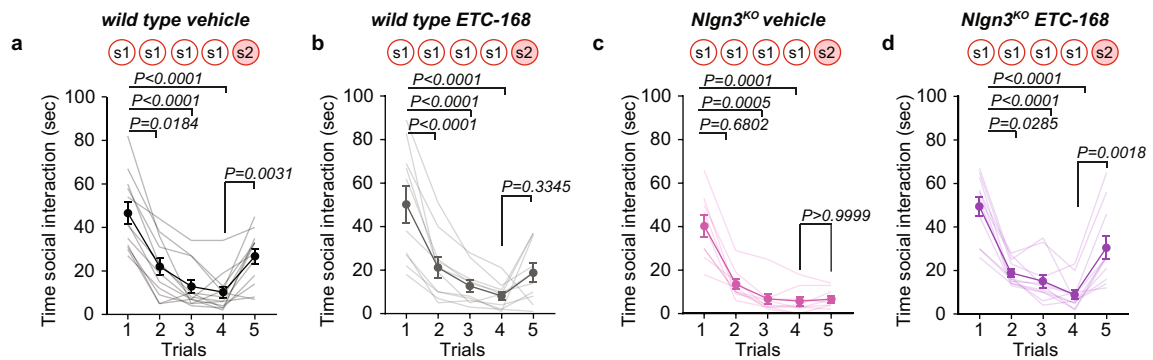 wild type vehicle
a
s1 s1 s1 s1 s2
P<0.0001
P<0.0001
P=0.0184
P=0.0031
Time social interaction (sec)
100
80
60
40
20
0
1 2 3 4 5
Trials
wild type ETC-168
b
s1 s1 s1 s1 s2
P<0.0001
P<0.0001
P<0.0001
P=0.3345
Time social interaction (sec)
100
80
60
40
20
0
1 2 3 4 5
Trials
Nlgn3KO vehicle
c
s1 s1 s1 s1 s2
P=0.0001
P=0.0005
P=0.6802
P>0.9999
Time social interaction (sec)
100
80
60
40
20
0
1 2 3 4 5
Trials
Nlgn3KO ETC-168
d
s1 s1 s1 s1 s2
P<0.0001
P<0.0001
P=0.0285
P=0.0018
Time social interaction (sec)
100
80
60
40
20
0
1 2 3 4 5
Trials